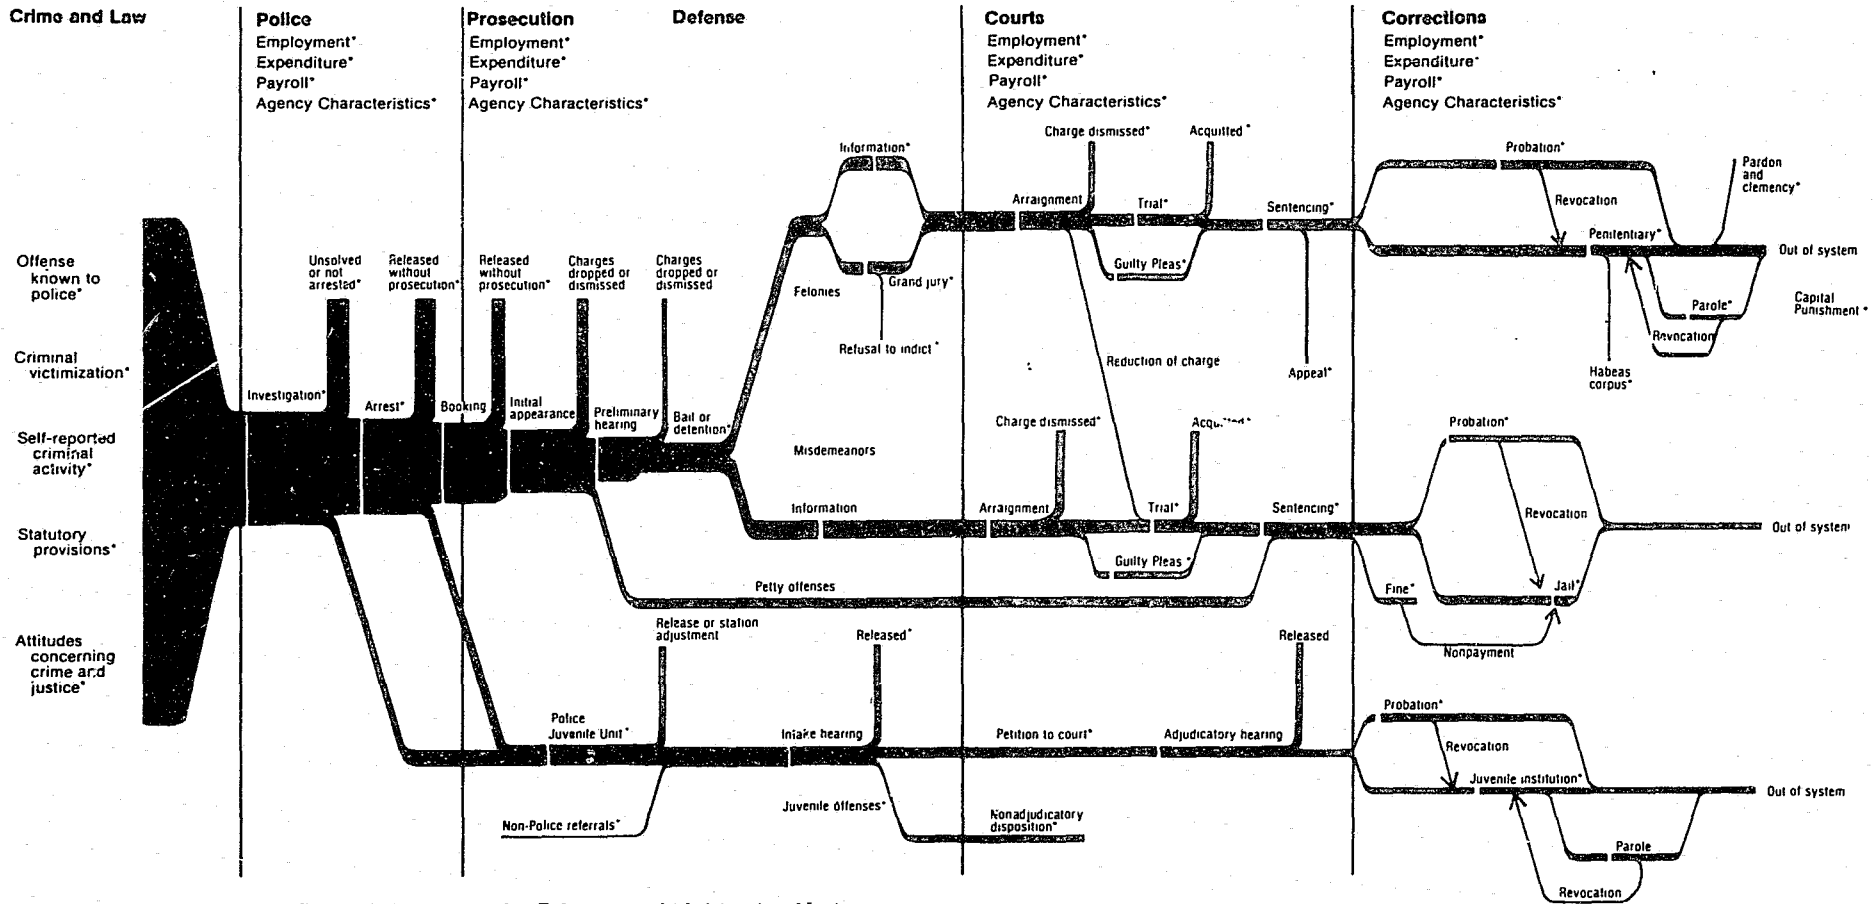 Crime and Law
Police
Employment*
Expenditure*
Payroll*
Agency Characteristics*
Prosecution
Employment*
Expenditure*
Payroll*
Agency Characteristics*
Defense
Courts
Employment*
Expenditure*
Payroll*
Agency Characteristics*
Corrections
Employment*
Expenditure*
Payroll*
Agency Characteristics*
Offense
known to
police*
Criminal
victimization*
Self-reported
criminal
activity*
Statutory
provisions*
Attitudes
concerning
crime and
justice*
Investigation*
Unsolved
or not
arrested*
Arrest*
Released
without
prosecution*
Booking
Released
without
prosecution*
Initial
appearance
Charges
dropped or
dismissed
Preliminary
hearing
Charges
dropped or
dismissed
Bail or
detention*
Felonies
Information*
Grand jury*
Refusal to indict*
Arraignment
Charge dismissed*
Trial*
Acquitted*
Guilty Pleas*
Sentencing*
Appeal*
Reduction of charge
Probation*
Revocation
Penitentiary*
Pardon
and
clemency*
Out of system
Habeas
corpus*
Parole*
Revocation
Capital
Punishment*
Misdemeanors
Information
Arraignment
Charge dismissed*
Trial*
Guilty Pleas*
Sentencing*
Probation*
Revocation
Fine*
Jail*
Nonpayment
Out of system
Petty offenses
Police
Juvenile Unit*
Release or station
adjustment
Non-Police referrals*
Intake hearing
Released*
Juvenile offenses*
Nonadjudicatory
disposition*
Petition to court*
Adjudicatory hearing
Released
Probation*
Revocation
Juvenile institution*
Out of system
Parole
Revocation